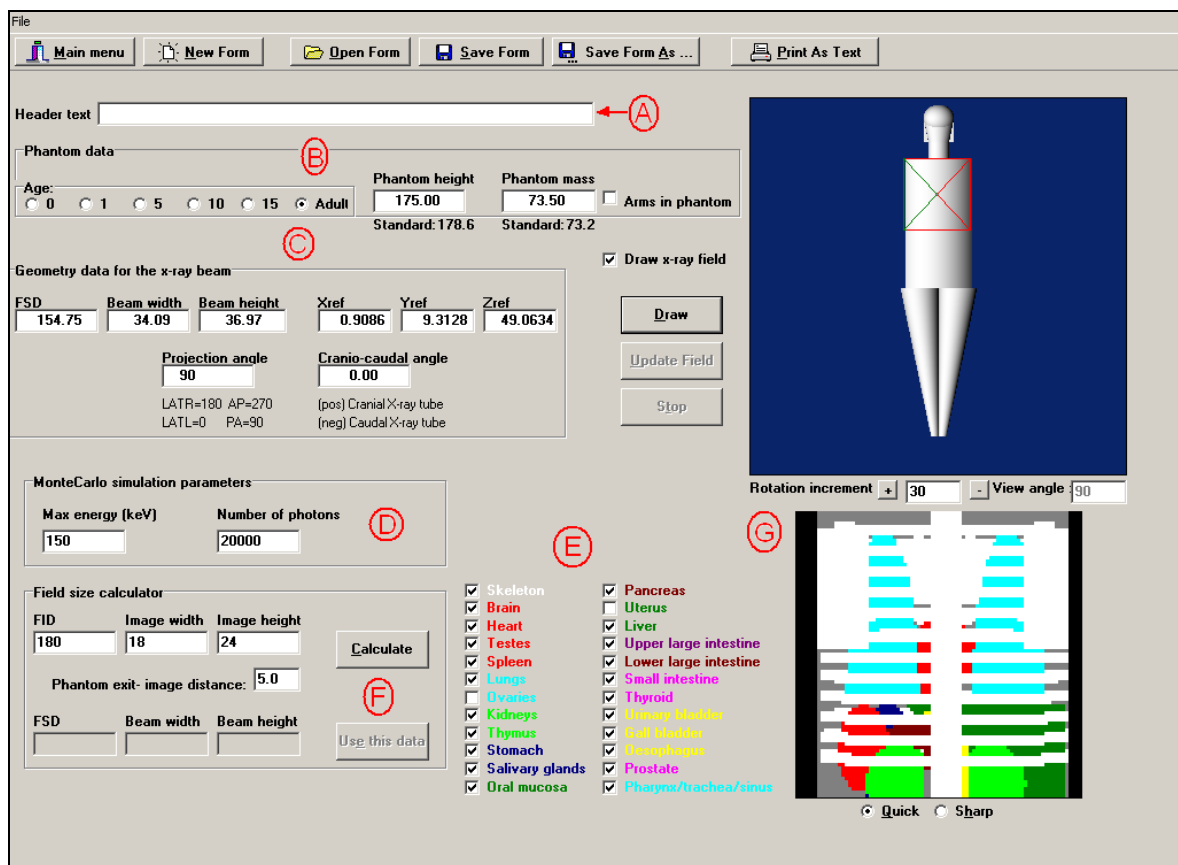 File
Main menu New Form Open Form Save Form Save Form As ... Print As Text
Header text A
Phantom data B
Age:
0 1 5 10 15 Adult
Phantom height Phantom mass
175.00 73.50 Arms in phantom
Standard: 178.6 Standard: 73.2
C
Draw x-ray field
Geometry data for the x-ray beam
FSD Beam width Beam height Xref Yref Zref
154.75 34.09 36.97 0.9086 9.3128 49.0634
Draw
Projection angle Cranio-caudal angle
90 0.00
Update Field
LATR=180 AP=270 (pos) Cranial X-ray tube
LATL=0 PA=90 (neg) Caudal X-ray tube
Stop
MonteCarlo simulation parameters
Max energy (keV) Number of photons
150 20000
D
Rotation increment + 30 - View angle : 90
G
E
Field size calculator
FID Image width Image height
180 18 24
Calculate
Phantom exit- image distance: 5.0
F
FSD Beam width Beam height
Use this data
Skeleton Pancreas
Brain Uterus
Heart Liver
Testes Upper large intestine
Spleen Lower large intestine
Lungs Small intestine
Ovaries Thyroid
Kidneys Urinary bladder
Thymus Gall bladder
Stomach Oesophagus
Salivary glands Prostate
Oral mucosa Pharynx/trachea/sinus
Quick Sharp